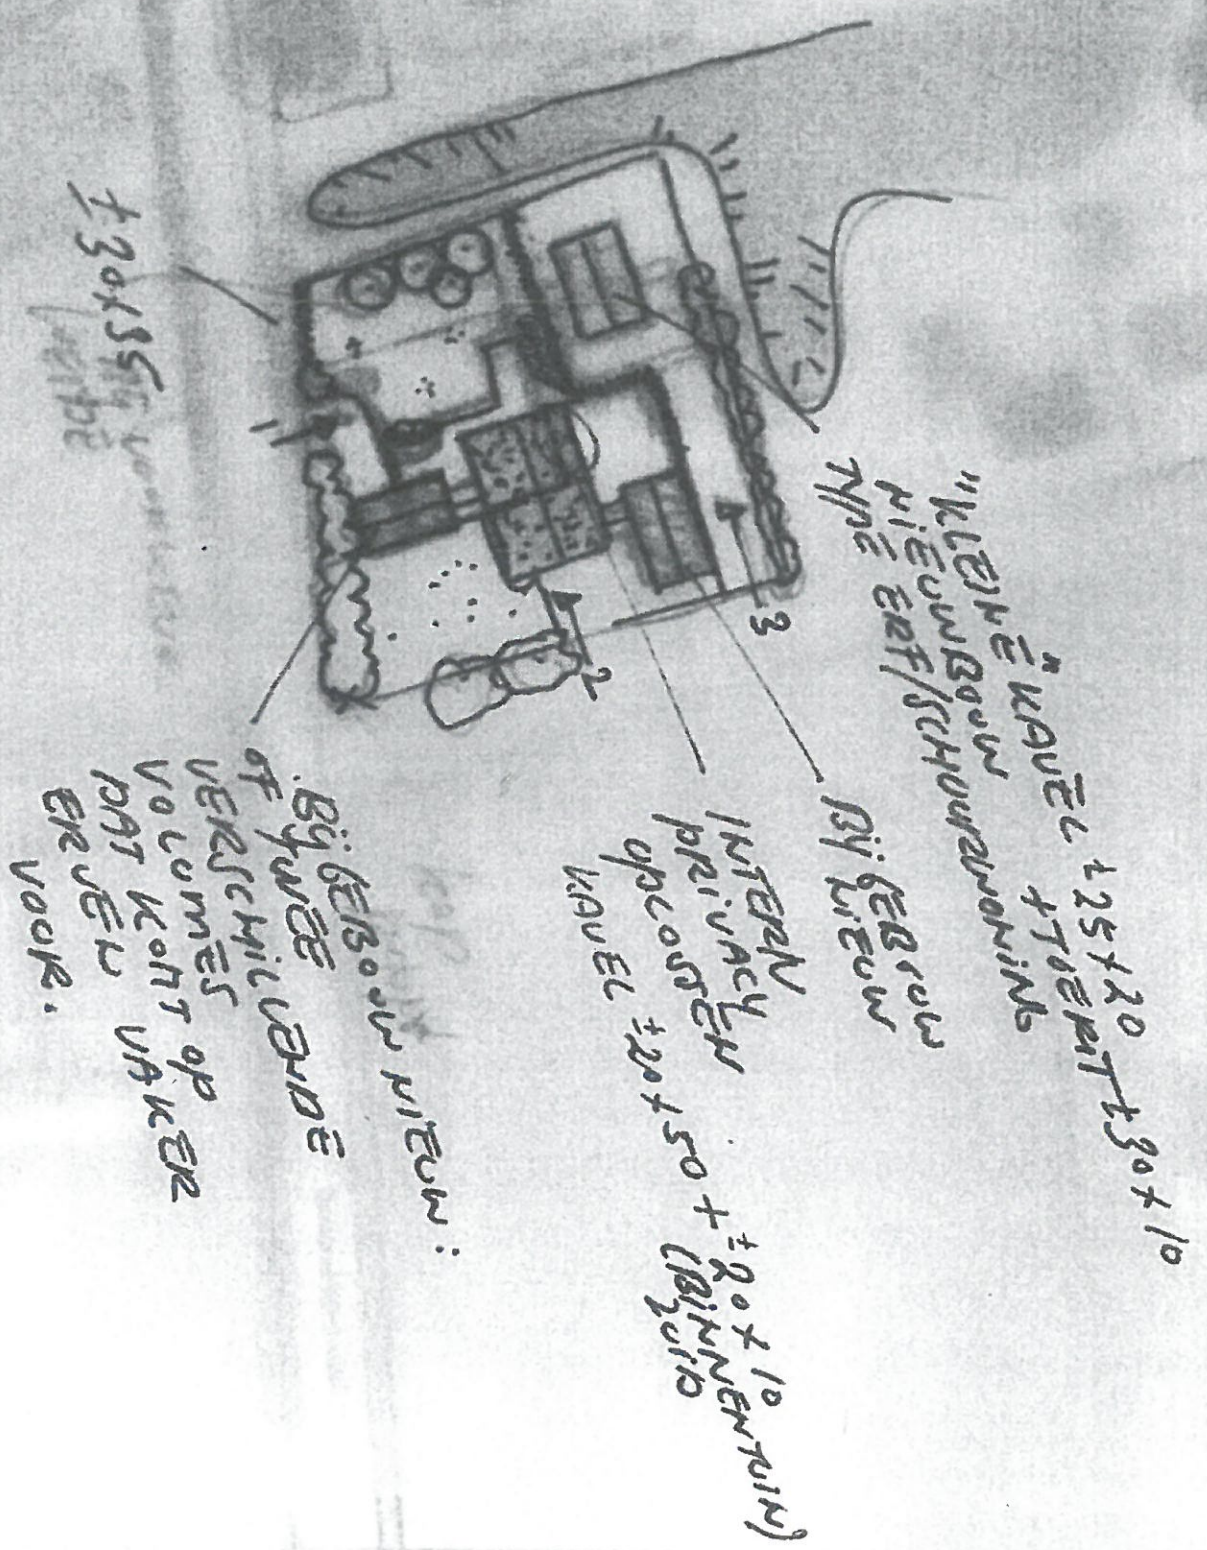 "KLEINE" KAVEL ± 25 x 20
+ TOERIT ± 30 x 10
NIEUWBOUW
TYPE ERF/SCHUURWONING
BIJGEBOUW
NIEUW
INTERN
PRIVACY
OPLOSSEN
KAVEL ± 20 x 50 + ± 20 x 10
(BINNENTUIN)
ZUID
BIJGEBOUW NIEUW:
OF TWEE
VERSCHILLENDE
VOLUMES
DAT KOMT OP
ERVEN VAKER
VOOR.
± 30 x 35
1
2
3